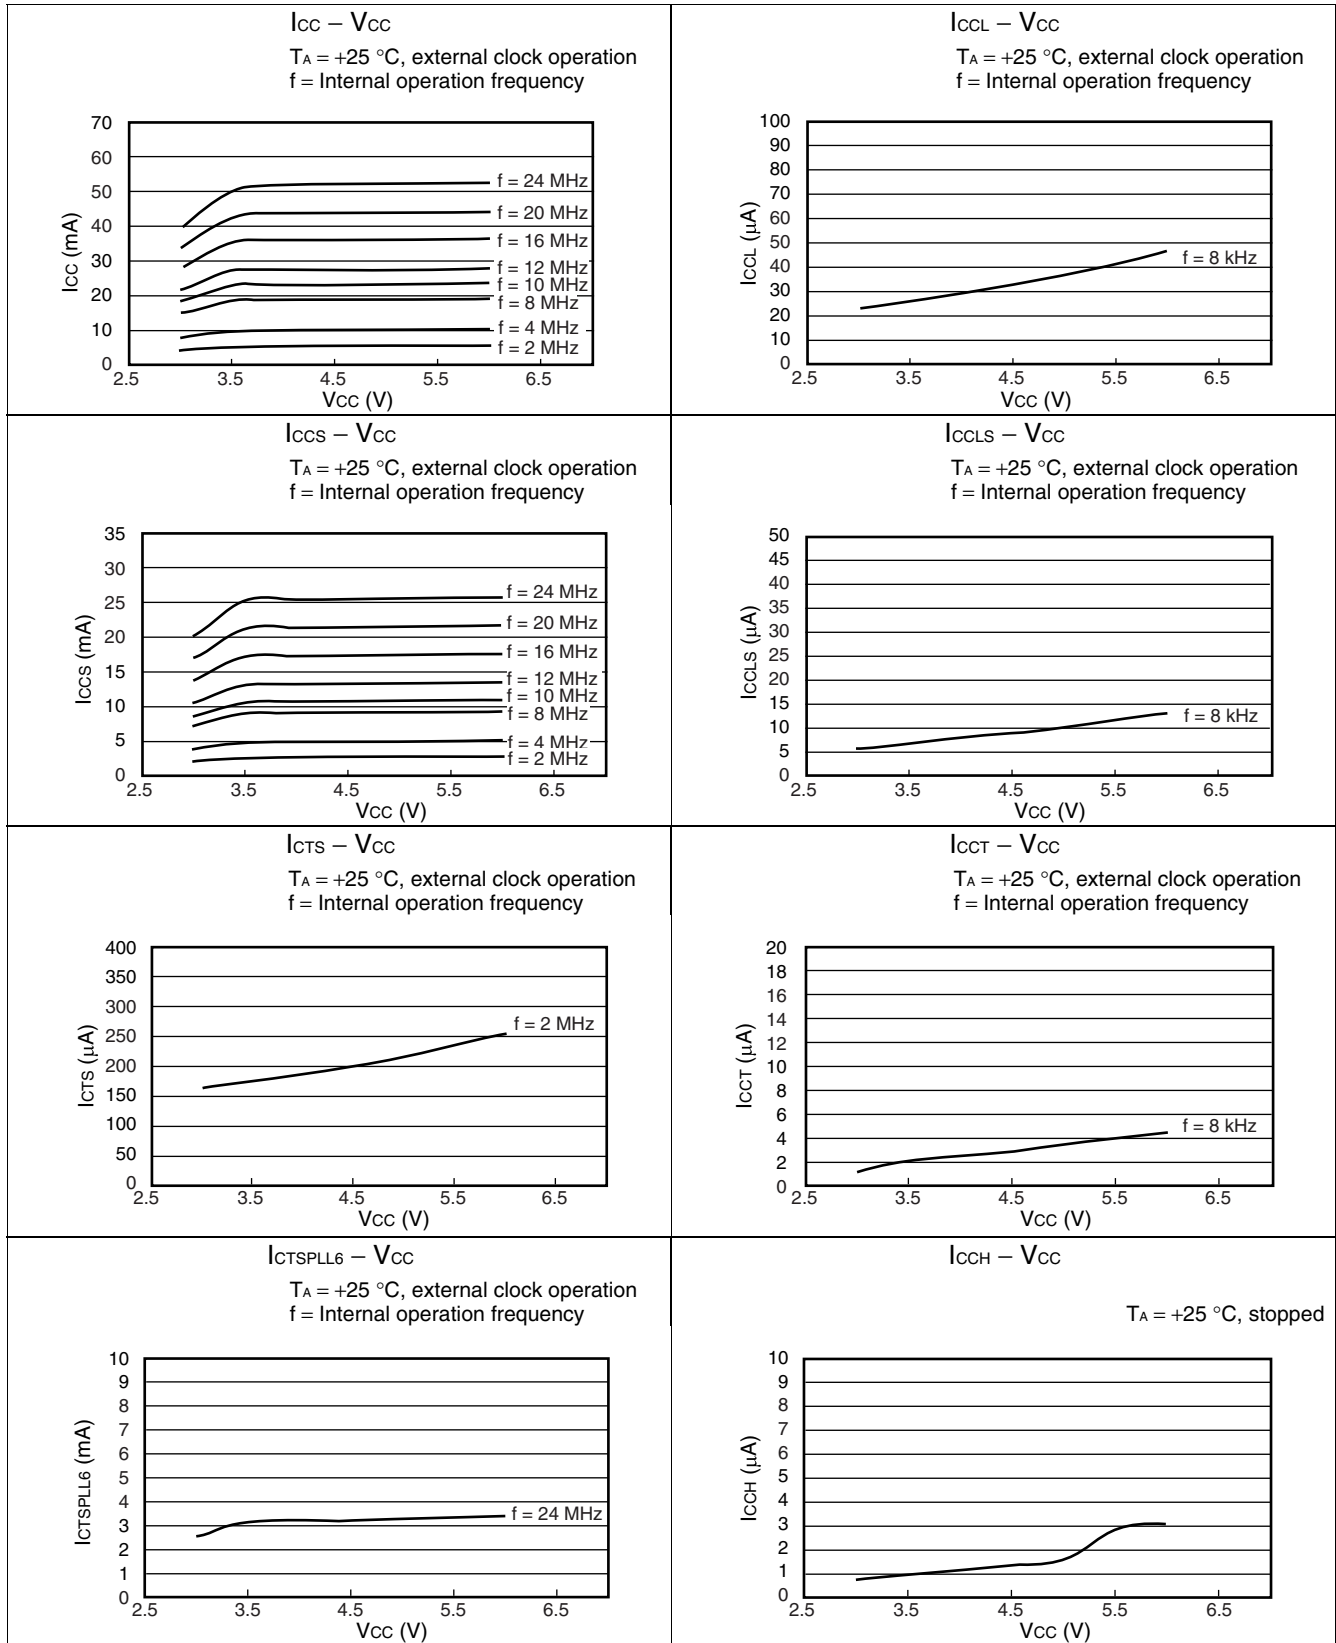 ICC – VCC
TA = +25 °C, external clock operation
f = Internal operation frequency
70
60
50
40
30
20
10
0
ICC (mA)
f = 24 MHz
f = 20 MHz
f = 16 MHz
f = 12 MHz
f = 10 MHz
f = 8 MHz
f = 4 MHz
f = 2 MHz
2.5 3.5 4.5 5.5 6.5
VCC (V)
ICCL – VCC
TA = +25 °C, external clock operation
f = Internal operation frequency
100
90
80
70
60
50
40
30
20
10
0
ICCL (μA)
f = 8 kHz
2.5 3.5 4.5 5.5 6.5
VCC (V)
ICCS – VCC
TA = +25 °C, external clock operation
f = Internal operation frequency
35
30
25
20
15
10
5
0
ICCS (mA)
f = 24 MHz
f = 20 MHz
f = 16 MHz
f = 12 MHz
f = 10 MHz
f = 8 MHz
f = 4 MHz
f = 2 MHz
2.5 3.5 4.5 5.5 6.5
VCC (V)
ICCLS – VCC
TA = +25 °C, external clock operation
f = Internal operation frequency
50
45
40
35
30
25
20
15
10
5
0
ICCLS (μA)
f = 8 kHz
2.5 3.5 4.5 5.5 6.5
VCC (V)
ICTS – VCC
TA = +25 °C, external clock operation
f = Internal operation frequency
400
350
300
250
200
150
100
50
0
ICTS (μA)
f = 2 MHz
2.5 3.5 4.5 5.5 6.5
VCC (V)
ICCT – VCC
TA = +25 °C, external clock operation
f = Internal operation frequency
20
18
16
14
12
10
8
6
4
2
0
ICCT (μA)
f = 8 kHz
2.5 3.5 4.5 5.5 6.5
VCC (V)
ICTSPLL6 – VCC
TA = +25 °C, external clock operation
f = Internal operation frequency
10
9
8
7
6
5
4
3
2
1
0
ICTSPLL6 (mA)
f = 24 MHz
2.5 3.5 4.5 5.5 6.5
VCC (V)
ICCH – VCC
TA = +25 °C, stopped
10
9
8
7
6
5
4
3
2
1
0
ICCH (μA)
2.5 3.5 4.5 5.5 6.5
VCC (V)